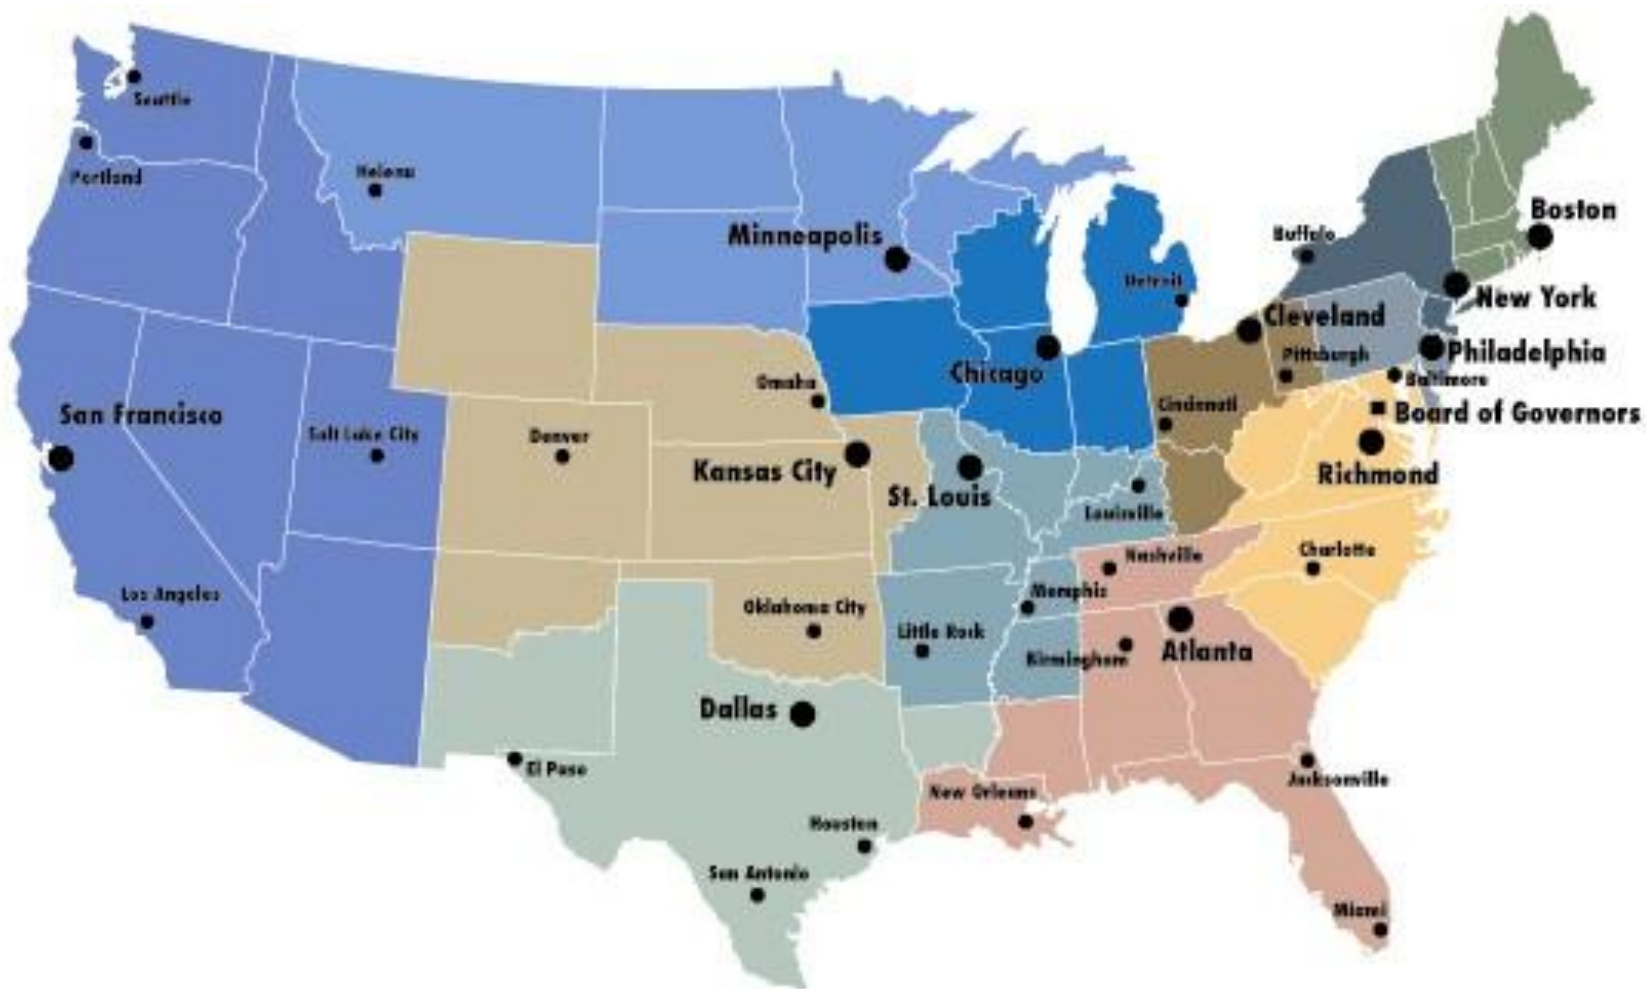 Seattle
Portland
Helena
Minneapolis
Boston
Buffalo
Detroit
New York
Cleveland
Philadelphia
Pittsburgh
Chicago
Baltimore
Omaha
Cincinnati
Board of Governors
San Francisco
Salt Lake City
Denver
Kansas City
St. Louis
Richmond
Louisville
Nashville
Charlotte
Los Angeles
Memphis
Oklahoma City
Little Rock
Birmingham
Atlanta
Dallas
El Paso
Jacksonville
New Orleans
Houston
San Antonio
Miami